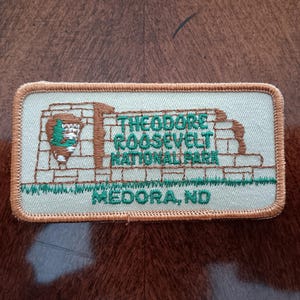 THEODORE
ROOSEVELT
NATIONAL PARK
MEDORA, ND